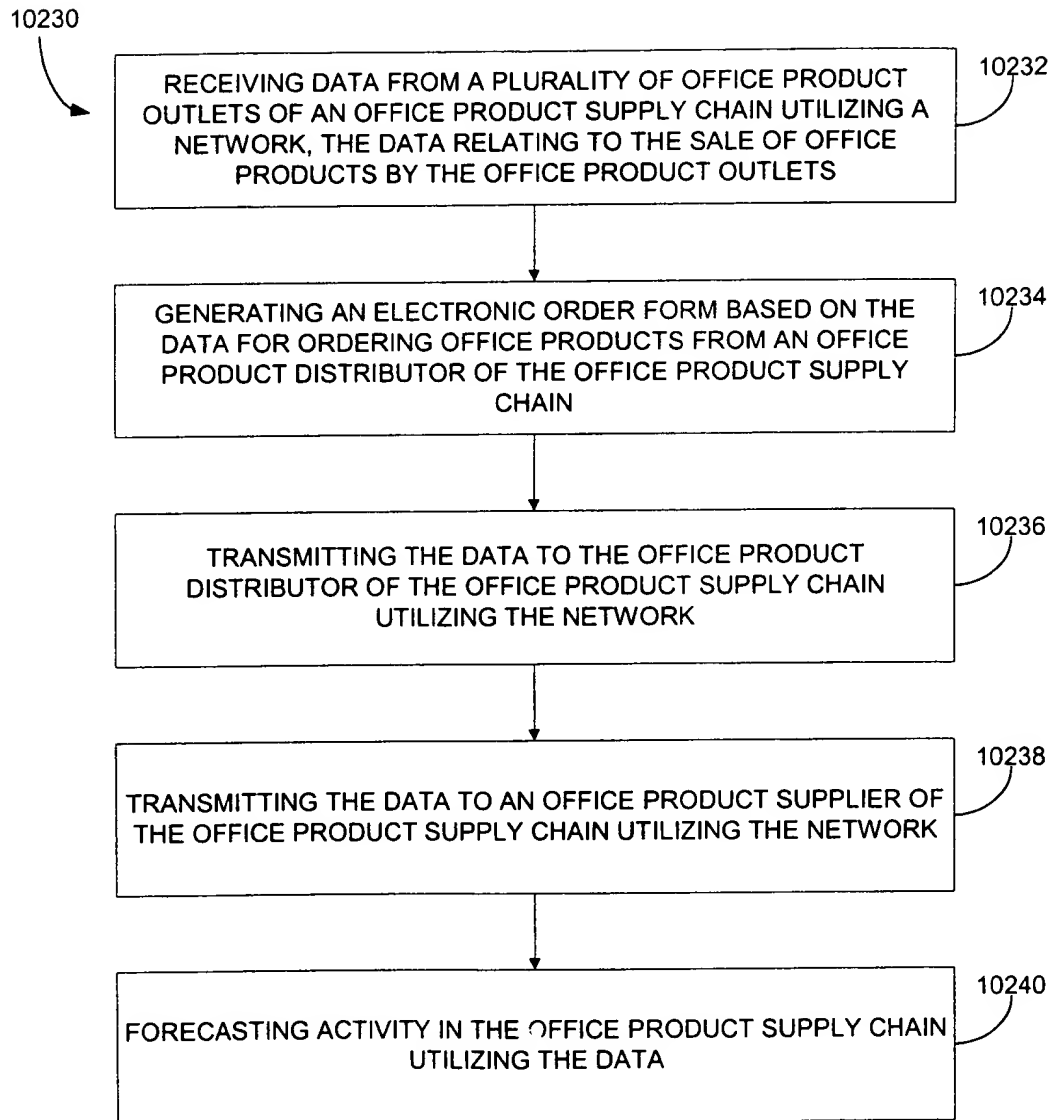 10230
RECEIVING DATA FROM A PLURALITY OF OFFICE PRODUCT
OUTLETS OF AN OFFICE PRODUCT SUPPLY CHAIN UTILIZING A
NETWORK, THE DATA RELATING TO THE SALE OF OFFICE
PRODUCTS BY THE OFFICE PRODUCT OUTLETS
10232
GENERATING AN ELECTRONIC ORDER FORM BASED ON THE
DATA FOR ORDERING OFFICE PRODUCTS FROM AN OFFICE
PRODUCT DISTRIBUTOR OF THE OFFICE PRODUCT SUPPLY
CHAIN
10234
TRANSMITTING THE DATA TO THE OFFICE PRODUCT
DISTRIBUTOR OF THE OFFICE PRODUCT SUPPLY CHAIN
UTILIZING THE NETWORK
10236
TRANSMITTING THE DATA TO AN OFFICE PRODUCT SUPPLIER OF
THE OFFICE PRODUCT SUPPLY CHAIN UTILIZING THE NETWORK
10238
FORECASTING ACTIVITY IN THE OFFICE PRODUCT SUPPLY CHAIN
UTILIZING THE DATA
10240